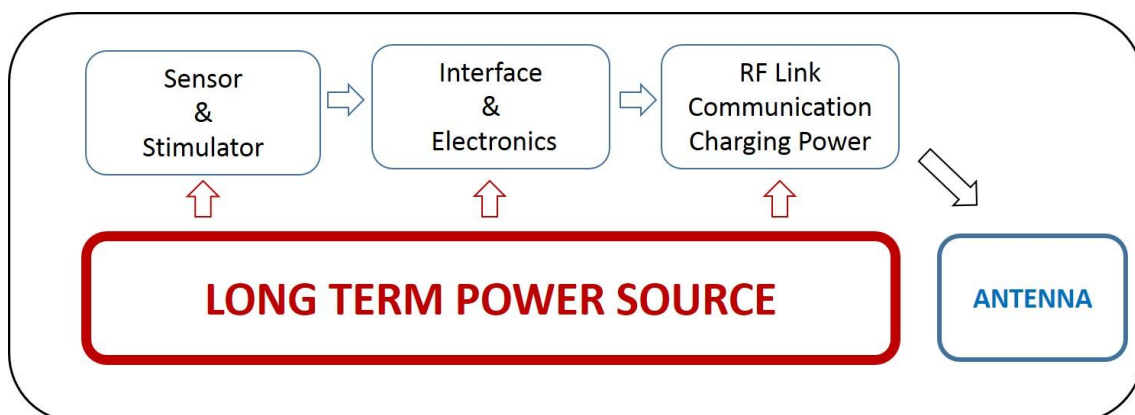 Sensor
&
Stimulator
Interface
&
Electronics
RF Link
Communication
Charging Power
LONG TERM POWER SOURCE
ANTENNA